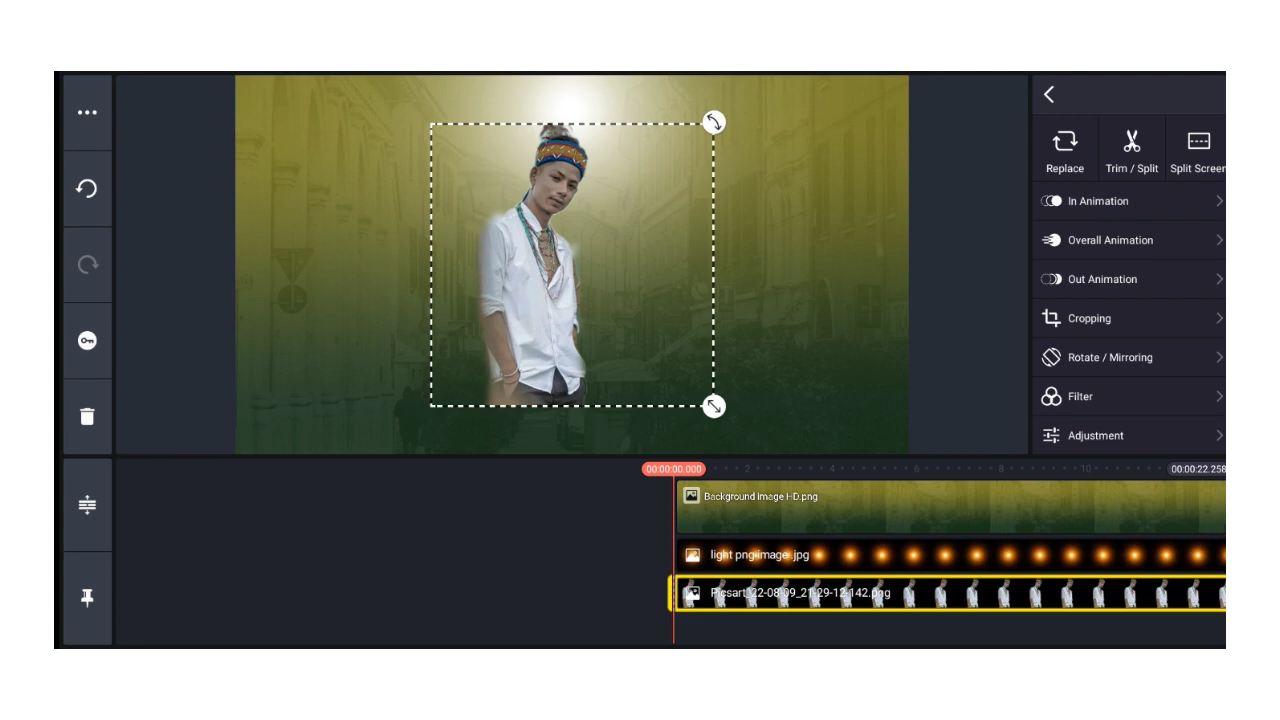 Replace
Trim / Split
Split Screen
In Animation
Overall Animation
Out Animation
Cropping
Rotate / Mirroring
Filter
Adjustment
00:00:00.000
2
4
6
8
10
00:00:22.258
Background image HD.png
light png image .jpg
Picsart_22-08-09_21-29-12-142.png